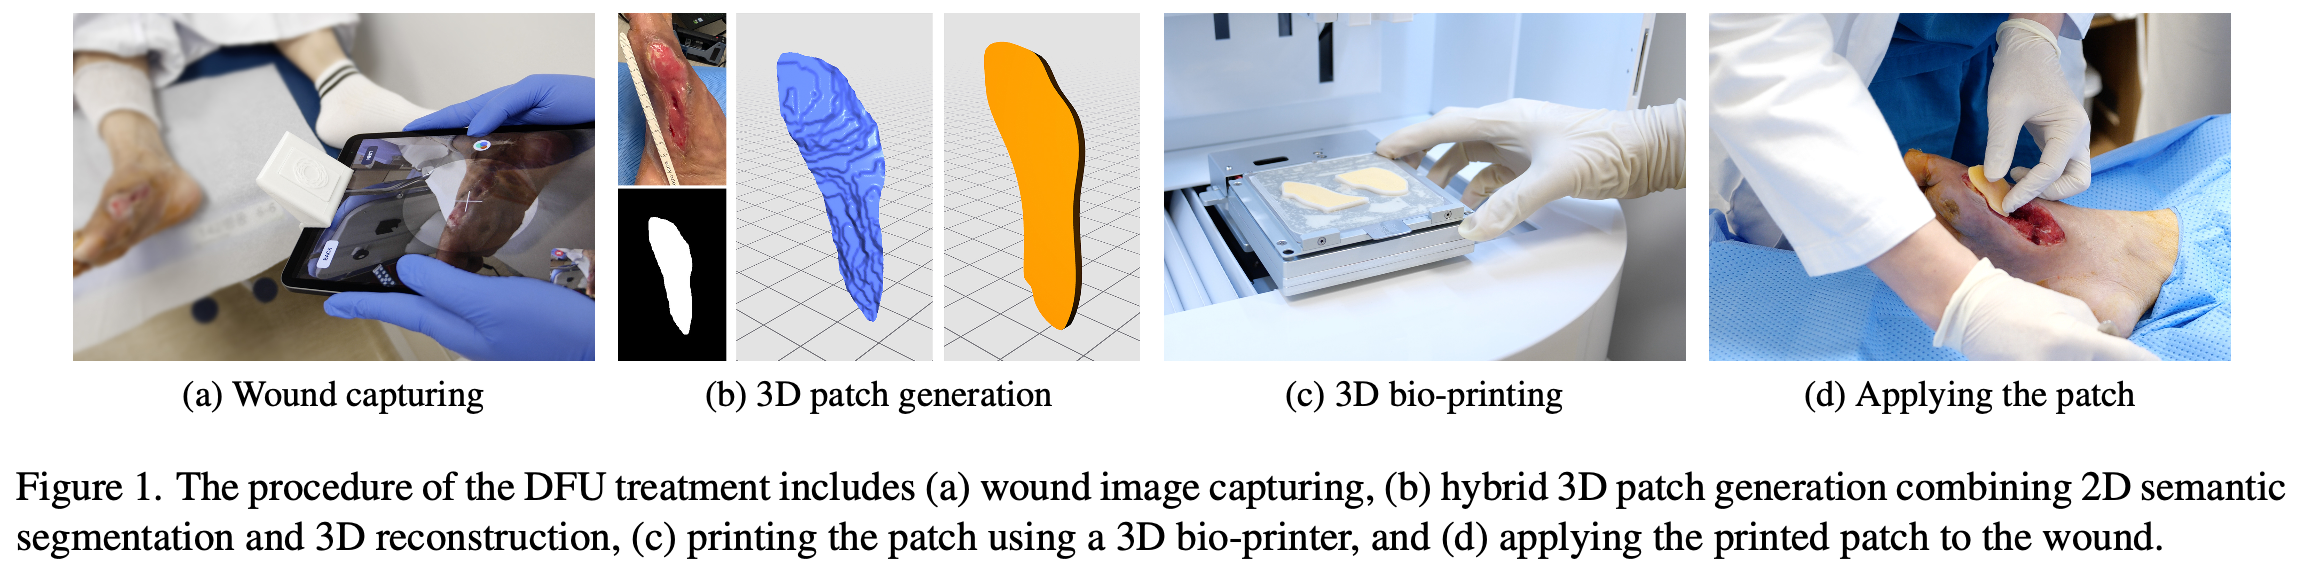 (a) Wound capturing
(b) 3D patch generation
(c) 3D bio-printing
(d) Applying the patch
Figure 1. The procedure of the DFU treatment includes (a) wound image capturing, (b) hybrid 3D patch generation combining 2D semantic
segmentation and 3D reconstruction, (c) printing the patch using a 3D bio-printer, and (d) applying the printed patch to the wound.